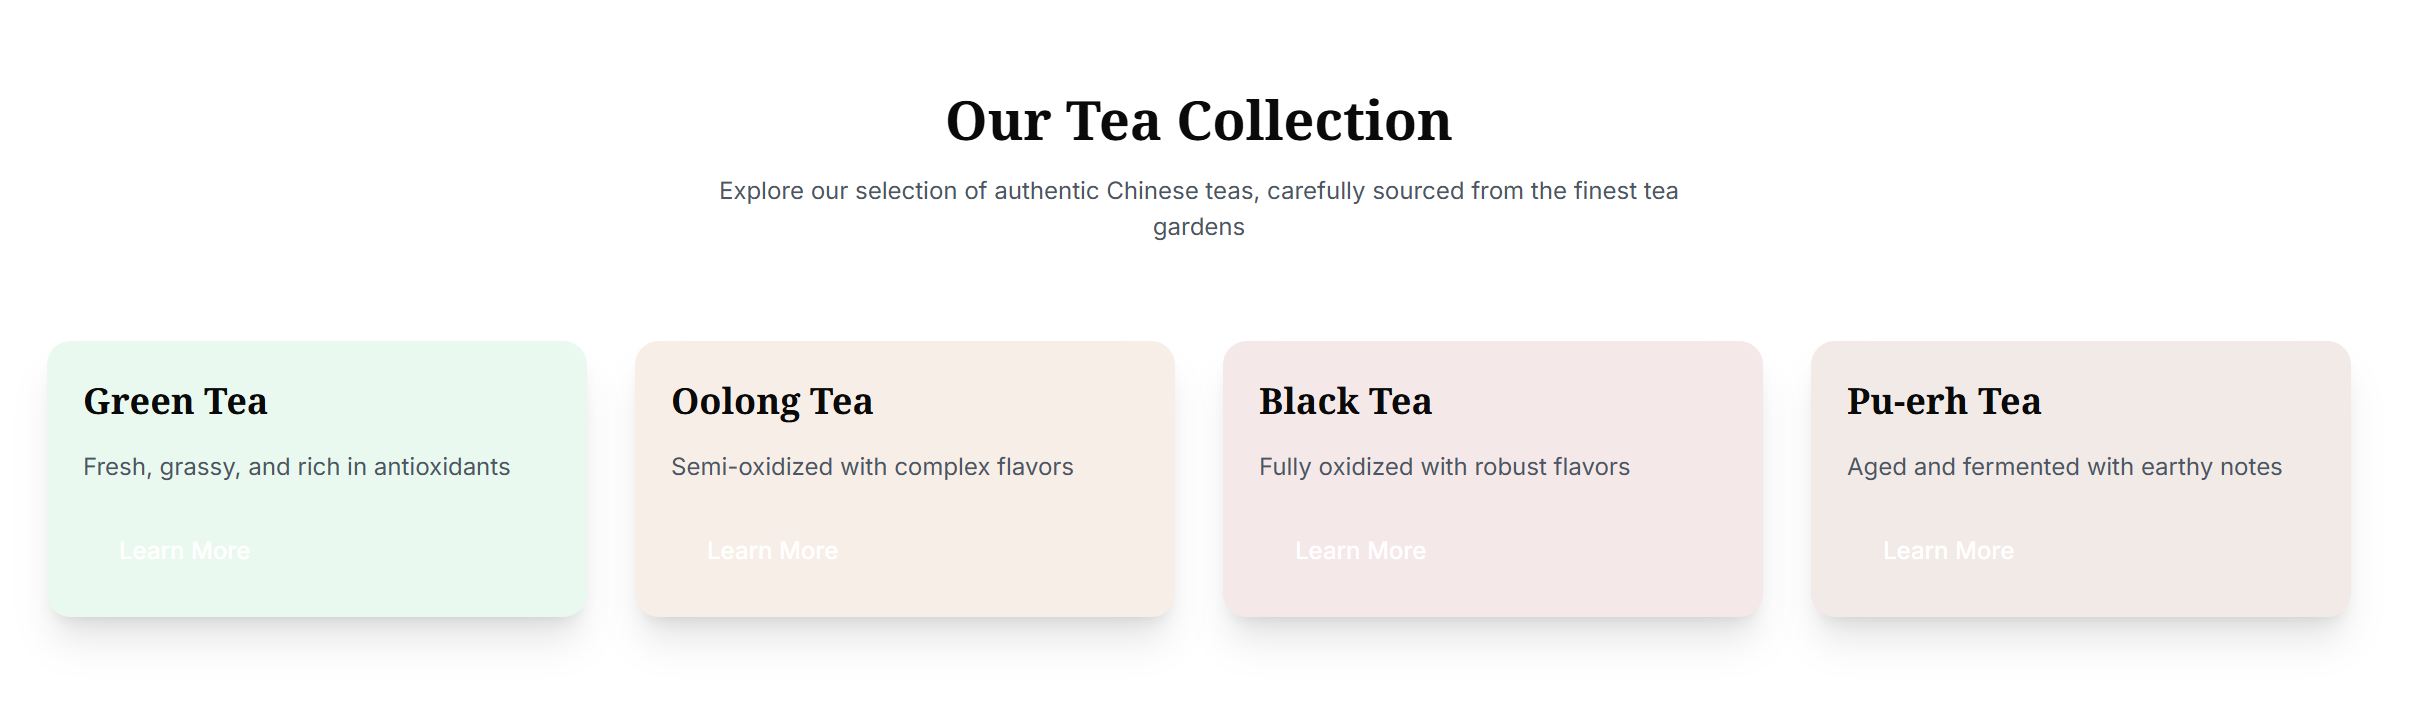 Our Tea Collection
Explore our selection of authentic Chinese teas, carefully sourced from the finest tea
gardens
Green Tea
Fresh, grassy, and rich in antioxidants
Learn More
Oolong Tea
Semi-oxidized with complex flavors
Learn More
Black Tea
Fully oxidized with robust flavors
Learn More
Pu-erh Tea
Aged and fermented with earthy notes
Learn More